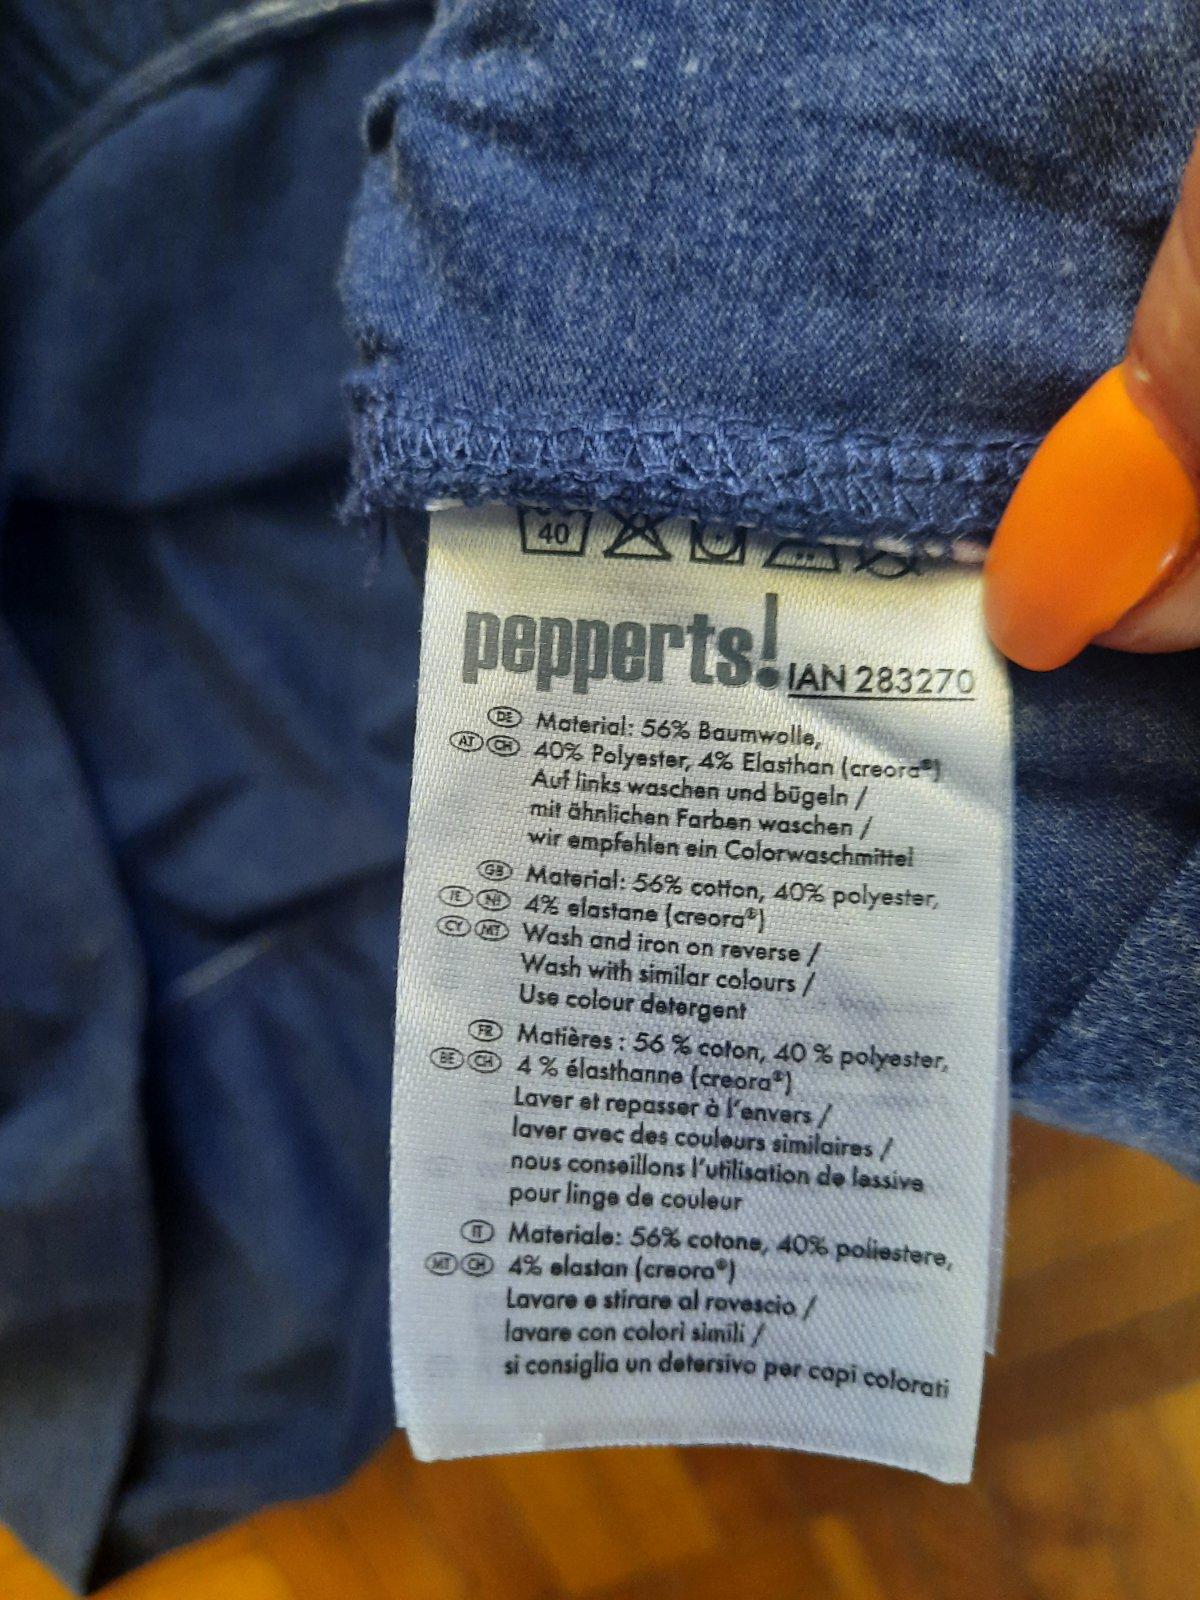 40
pepperts! IAN 283270
DE Material: 56% Baumwolle,
AT CH 40% Polyester, 4% Elasthan (creora®)
Auf links waschen und bügeln /
mit ähnlichen Farben waschen /
wir empfehlen ein Colorwaschmittel
GB Material: 56% cotton, 40% polyester,
IE NI 4% elastane (creora®)
CY MT Wash and iron on reverse /
Wash with similar colours /
Use colour detergent
FR Matières : 56 % coton, 40 % polyester,
BE CH 4 % élasthanne (creora®)
Laver et repasser à l'envers /
laver avec des couleurs similaires /
nous conseillons l'utilisation de lessive
pour linge de couleur
IT Materiale: 56% cotone, 40% poliestere,
MT CH 4% elastan (creora®)
Lavare e stirare al rovescio /
lavare con colori simili /
si consiglia un detersivo per capi colorati